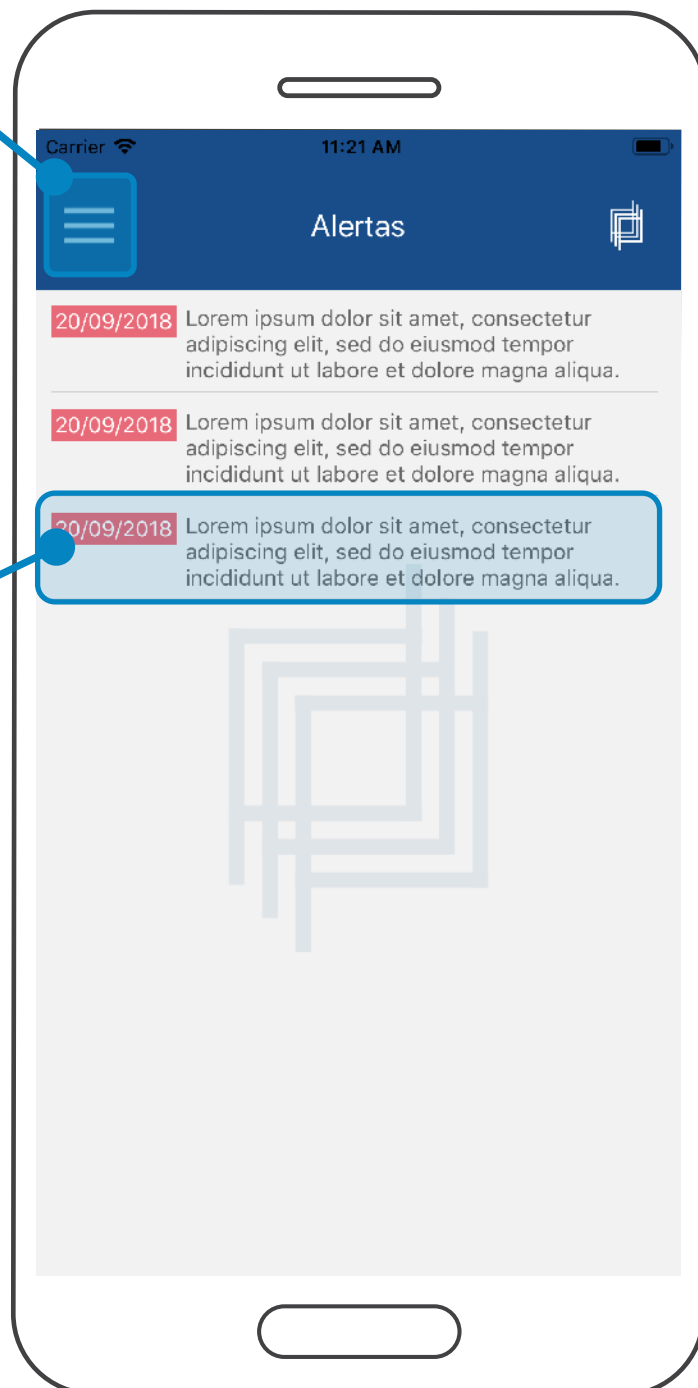 Carrier 11:21 AM
Alertas
20/09/2018 Lorem ipsum dolor sit amet, consectetur
adipiscing elit, sed do eiusmod tempor
incididunt ut labore et dolore magna aliqua.
20/09/2018 Lorem ipsum dolor sit amet, consectetur
adipiscing elit, sed do eiusmod tempor
incididunt ut labore et dolore magna aliqua.
20/09/2018 Lorem ipsum dolor sit amet, consectetur
adipiscing elit, sed do eiusmod tempor
incididunt ut labore et dolore magna aliqua.